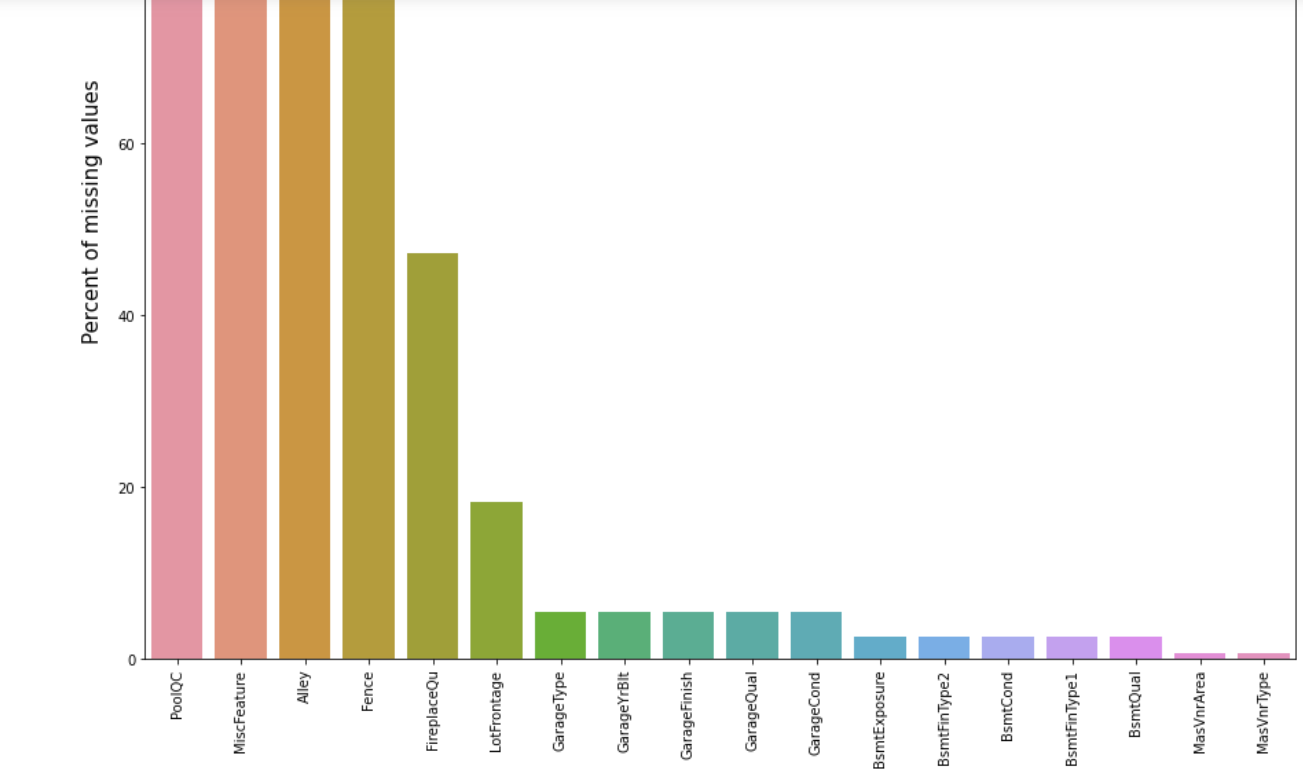 Percent of missing values
60
40
20
0
PoolQC
MiscFeature
Alley
Fence
FireplaceQu
LotFrontage
GarageType
GarageYrBlt
GarageFinish
GarageQual
GarageCond
BsmtExposure
BsmtFinType2
BsmtCond
BsmtFinType1
BsmtQual
MasVnrArea
MasVnrType